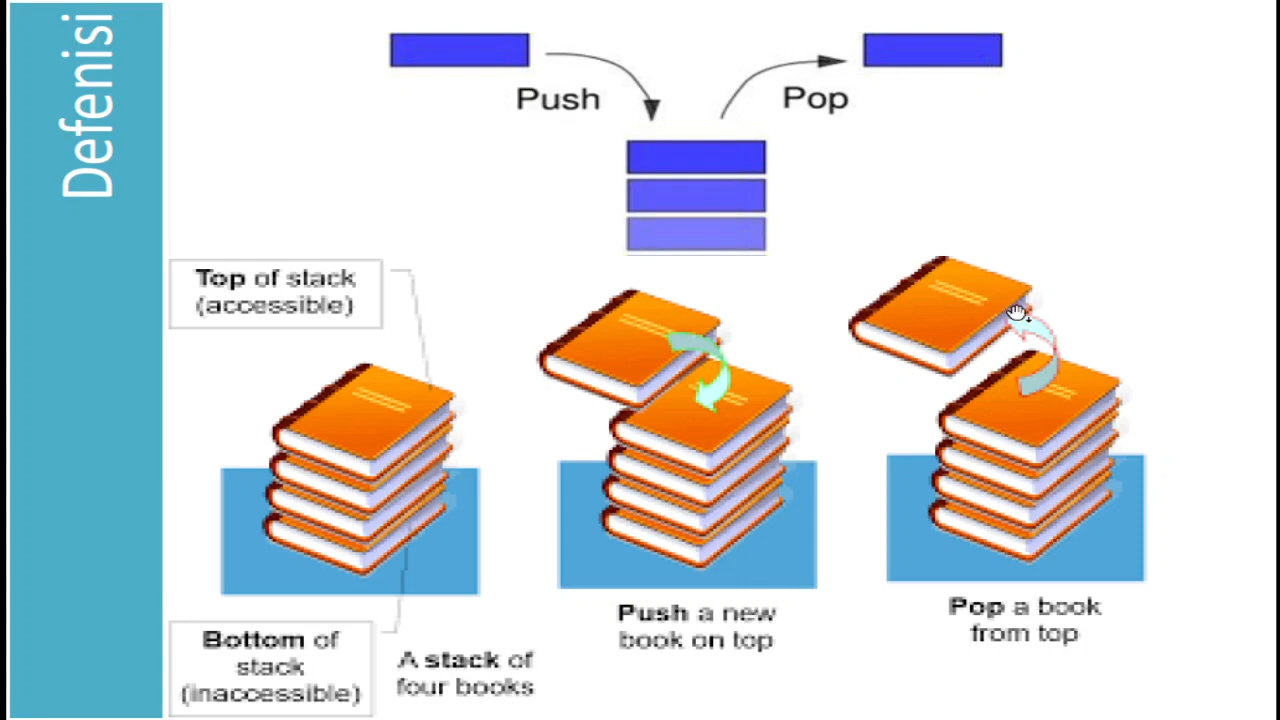 Defenisi
Push
Pop
Top of stack
(accessible)
Bottom of
stack
(inaccessible)
A stack of
four books
Push a new
book on top
Pop a book
from top